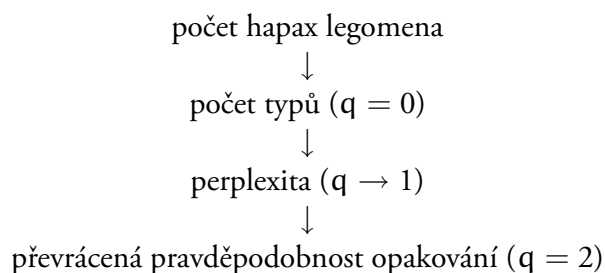 počet hapax legomena
↓
počet typů (q = 0)
↓
perplexita (q → 1)
↓
převrácená pravděpodobnost opakování (q = 2)